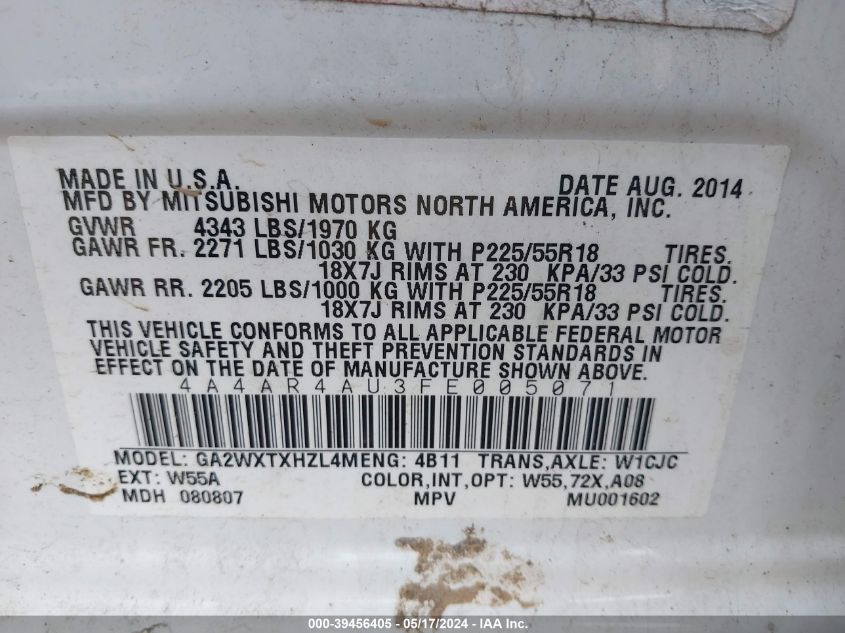 MADE IN U.S.A. DATE AUG. 2014
MFD BY MITSUBISHI MOTORS NORTH AMERICA, INC.
GVWR 4343 LBS/1970 KG
GAWR FR. 2271 LBS/1030 KG WITH P225/55R18 TIRES.
18X7J RIMS AT 230 KPA/33 PSI COLD.
GAWR RR. 2205 LBS/1000 KG WITH P225/55R18 TIRES.
18X7J RIMS AT 230 KPA/33 PSI COLD.
THIS VEHICLE CONFORMS TO ALL APPLICABLE FEDERAL MOTOR
VEHICLE SAFETY AND THEFT PREVENTION STANDARDS IN
EFFECT ON THE DATE OF MANUFACTURE SHOWN ABOVE.
4A4AR4AU3FE005071
MODEL: GA2WXTXHZL4MENG: 4B11 TRANS,AXLE: W1CJC
EXT: W55A COLOR,INT,OPT: W55,72X,A08
MDH 080807 MPV MU001602
000-39456405 - 05/17/2024 - IAA Inc.